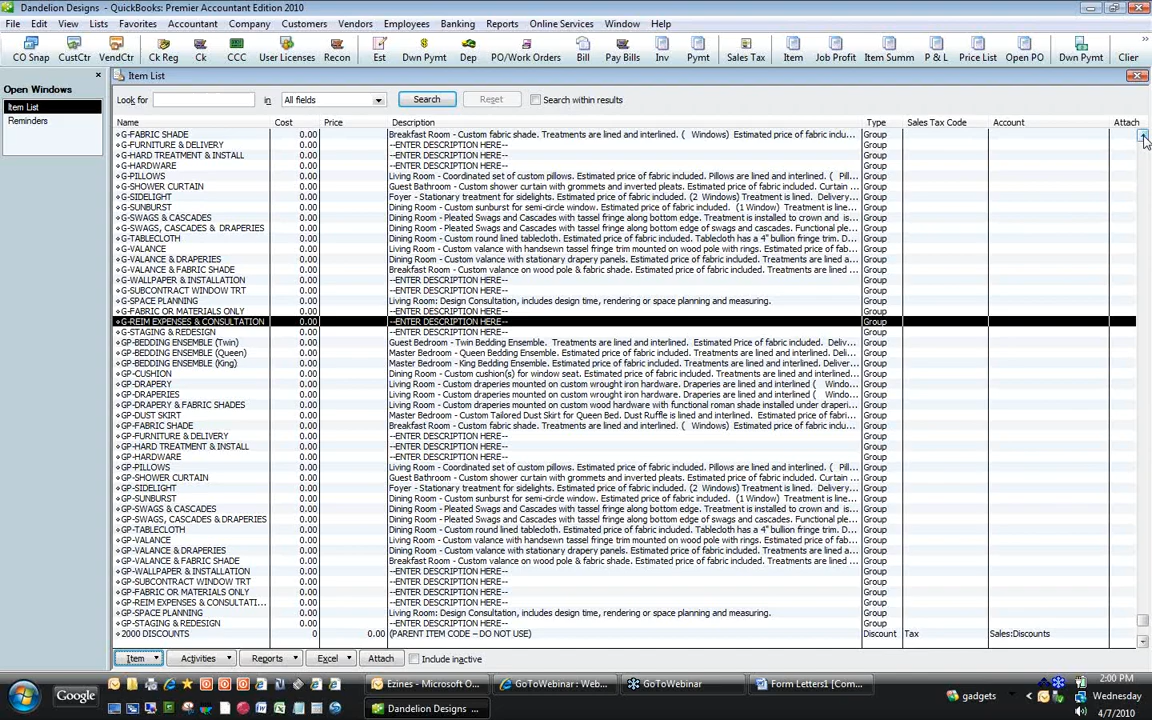 Dandelion Designs - QuickBooks: Premier Accountant Edition 2010
File Edit View Lists Favorites Accountant Company Customers Vendors Employees Banking Reports Online Services Window Help
CO Snap CustCtr VendCtr Ck Reg Ck CCC User Licenses Recon Est Dwn Pymt Dep PO/Work Orders Bill Pay Bills Inv Pymt Sales Tax Item Job Profit Item Summ P & L Price List Open PO Dwn Pymt Clier
Open Windows
Item List
Reminders
Item List
Look for in All fields Search Reset Search within results
Name Cost Price Description Type Sales Tax Code Account Attach
G-FABRIC SHADE 0.00 Breakfast Room - Custom fabric shade. Treatments are lined and interlined. ( Windows) Estimated price of fabric inclu... Group
G-FURNITURE & DELIVERY 0.00 --ENTER DESCRIPTION HERE-- Group
G-HARD TREATMENT & INSTALL 0.00 --ENTER DESCRIPTION HERE-- Group
G-HARDWARE 0.00 --ENTER DESCRIPTION HERE-- Group
G-PILLOWS 0.00 Living Room - Coordinated set of custom pillows. Estimated price of fabric included. Pillows are lined and interlined. ( Pill... Group
G-SHOWER CURTAIN 0.00 Guest Bathroom - Custom shower curtain with grommets and inverted pleats. Estimated price of fabric included. Curtain ... Group
G-SIDELIGHT 0.00 Foyer - Stationary treatment for sidelights. Estimated price of fabric included. (2 Windows) Treatment is lined. Delivery... Group
G-SUNBURST 0.00 Dining Room - Custom sunburst for semi-circle window. Estimated price of fabric included. (1 Window) Treatment is line... Group
G-SWAGS & CASCADES 0.00 Dining Room - Pleated Swags and Cascades with tassel fringe along bottom edge. Treatment is installed to crown and is... Group
G-SWAGS, CASCADES & DRAPERIES 0.00 Dining Room - Pleated Swags and Cascades with tassel fringe along bottom edge of swags and cascades. Functional ple... Group
G-TABLECLOTH 0.00 Dining Room - Custom round lined tablecloth. Estimated price of fabric included. Tablecloth has a 4" bullion fringe trim. D... Group
G-VALANCE 0.00 Dining Room - Custom valance with handsewn tassel fringe trim mounted on wood pole with rings. Estimated price of fab... Group
G-VALANCE & DRAPERIES 0.00 Dining Room - Custom valance with stationary drapery panels. Estimated price of fabric included. Treatments are lined ... Group
G-VALANCE & FABRIC SHADE 0.00 Breakfast Room - Custom valance on wood pole & fabric shade. Estimated price of fabric included. Treatments are lined ... Group
G-WALLPAPER & INSTALLATION 0.00 --ENTER DESCRIPTION HERE-- Group
G-SUBCONTRACT WINDOW TRT 0.00 --ENTER DESCRIPTION HERE-- Group
G-SPACE PLANNING 0.00 Living Room: Design Consultation, includes design time, rendering or space planning and measuring. Group
G-FABRIC OR MATERIALS ONLY 0.00 --ENTER DESCRIPTION HERE-- Group
G-REIM EXPENSES & CONSULTATION 0.00 --ENTER DESCRIPTION HERE-- Group
G-STAGING & REDESIGN 0.00 --ENTER DESCRIPTION HERE-- Group
GP-BEDDING ENSEMBLE (Twin) 0.00 Guest Bedroom - Twin Bedding Ensemble. Treatments are lined and interlined. Estimated Price of fabric included. Deliv... Group
GP-BEDDING ENSEMBLE (Queen) 0.00 Master Bedroom - Queen Bedding Ensemble. Estimated price of fabric included. Treatments are lined and interlined. De... Group
GP-BEDDING ENSEMBLE (King) 0.00 Master Bedroom - King Bedding Ensemble. Estimated price of fabric included. Treatments are lined and interlined. Deliv... Group
GP-CUSHION 0.00 Dining Room - Custom cushion(s) for window seat. Estimated price of fabric included. Treatments are lined and interline... Group
GP-DRAPERY 0.00 Living Room - Custom draperies mounted on custom wrought iron hardware. Draperies are lined and interlined ( Windo... Group
GP-DRAPERIES 0.00 Living Room - Custom draperies mounted on custom wrought iron hardware. Draperies are lined and interlined ( Windo... Group
GP-DRAPERY & FABRIC SHADES 0.00 Living Room - Custom draperies mounted on custom wood hardware with functional roman shade installed under draperi... Group
GP-DUST SKIRT 0.00 Master Bedroom - Custom Tailored Dust Skirt for Queen Bed. Dust Ruffle is lined and interlined. Estimated price of fabri... Group
GP-FABRIC SHADE 0.00 Breakfast Room - Custom fabric shade. Treatments are lined and interlined. ( Windows) Estimated price of fabric inclu... Group
GP-FURNITURE & DELIVERY 0.00 --ENTER DESCRIPTION HERE-- Group
GP-HARD TREATMENT & INSTALL 0.00 --ENTER DESCRIPTION HERE-- Group
GP-HARDWARE 0.00 --ENTER DESCRIPTION HERE-- Group
GP-PILLOWS 0.00 Living Room - Coordinated set of custom pillows. Estimated price of fabric included. Pillows are lined and interlined. ( Pill... Group
GP-SHOWER CURTAIN 0.00 Guest Bathroom - Custom shower curtain with grommets and inverted pleats. Estimated price of fabric included. Curtain ... Group
GP-SIDELIGHT 0.00 Foyer - Stationary treatment for sidelights. Estimated price of fabric included. (2 Windows) Treatment is lined. Delivery... Group
GP-SUNBURST 0.00 Dining Room - Custom sunburst for semi-circle window. Estimated price of fabric included. (1 Window) Treatment is line... Group
GP-SWAGS & CASCADES 0.00 Dining Room - Pleated Swags and Cascades with tassel fringe along bottom edge. Treatment is installed to crown and is... Group
GP-SWAGS, CASCADES & DRAPERIES 0.00 Dining Room - Pleated Swags and Cascades with tassel fringe along bottom edge of swags and cascades. Functional ple... Group
GP-TABLECLOTH 0.00 Dining Room - Custom round lined tablecloth. Estimated price of fabric included. Tablecloth has a 4" bullion fringe trim. D... Group
GP-VALANCE 0.00 Dining Room - Custom valance with handsewn tassel fringe trim mounted on wood pole with rings. Estimated price of fab... Group
GP-VALANCE & DRAPERIES 0.00 Dining Room - Custom valance with stationary drapery panels. Estimated price of fabric included. Treatments are lined ... Group
GP-VALANCE & FABRIC SHADE 0.00 Breakfast Room - Custom valance on wood pole & fabric shade. Estimated price of fabric included. Treatments are lined ... Group
GP-WALLPAPER & INSTALLATION 0.00 --ENTER DESCRIPTION HERE-- Group
GP-SUBCONTRACT WINDOW TRT 0.00 --ENTER DESCRIPTION HERE-- Group
GP-FABRIC OR MATERIALS ONLY 0.00 --ENTER DESCRIPTION HERE-- Group
GP-REIM EXPENSES & CONSULTATI... 0.00 --ENTER DESCRIPTION HERE-- Group
GP-SPACE PLANNING 0.00 Living Room: Design Consultation, includes design time, rendering or space planning and measuring. Group
GP-STAGING & REDESIGN 0.00 --ENTER DESCRIPTION HERE-- Group
2000 DISCOUNTS 0 0.00 (PARENT ITEM CODE – DO NOT USE) Discount Tax Sales:Discounts
Item Activities Reports Excel Attach Include inactive
Ezines - Microsoft O... GoToWebinar : Web... GoToWebinar Form Letters1 [Com... 2:00 PM
Google gadgets Wednesday
Dandelion Designs ... 4/7/2010